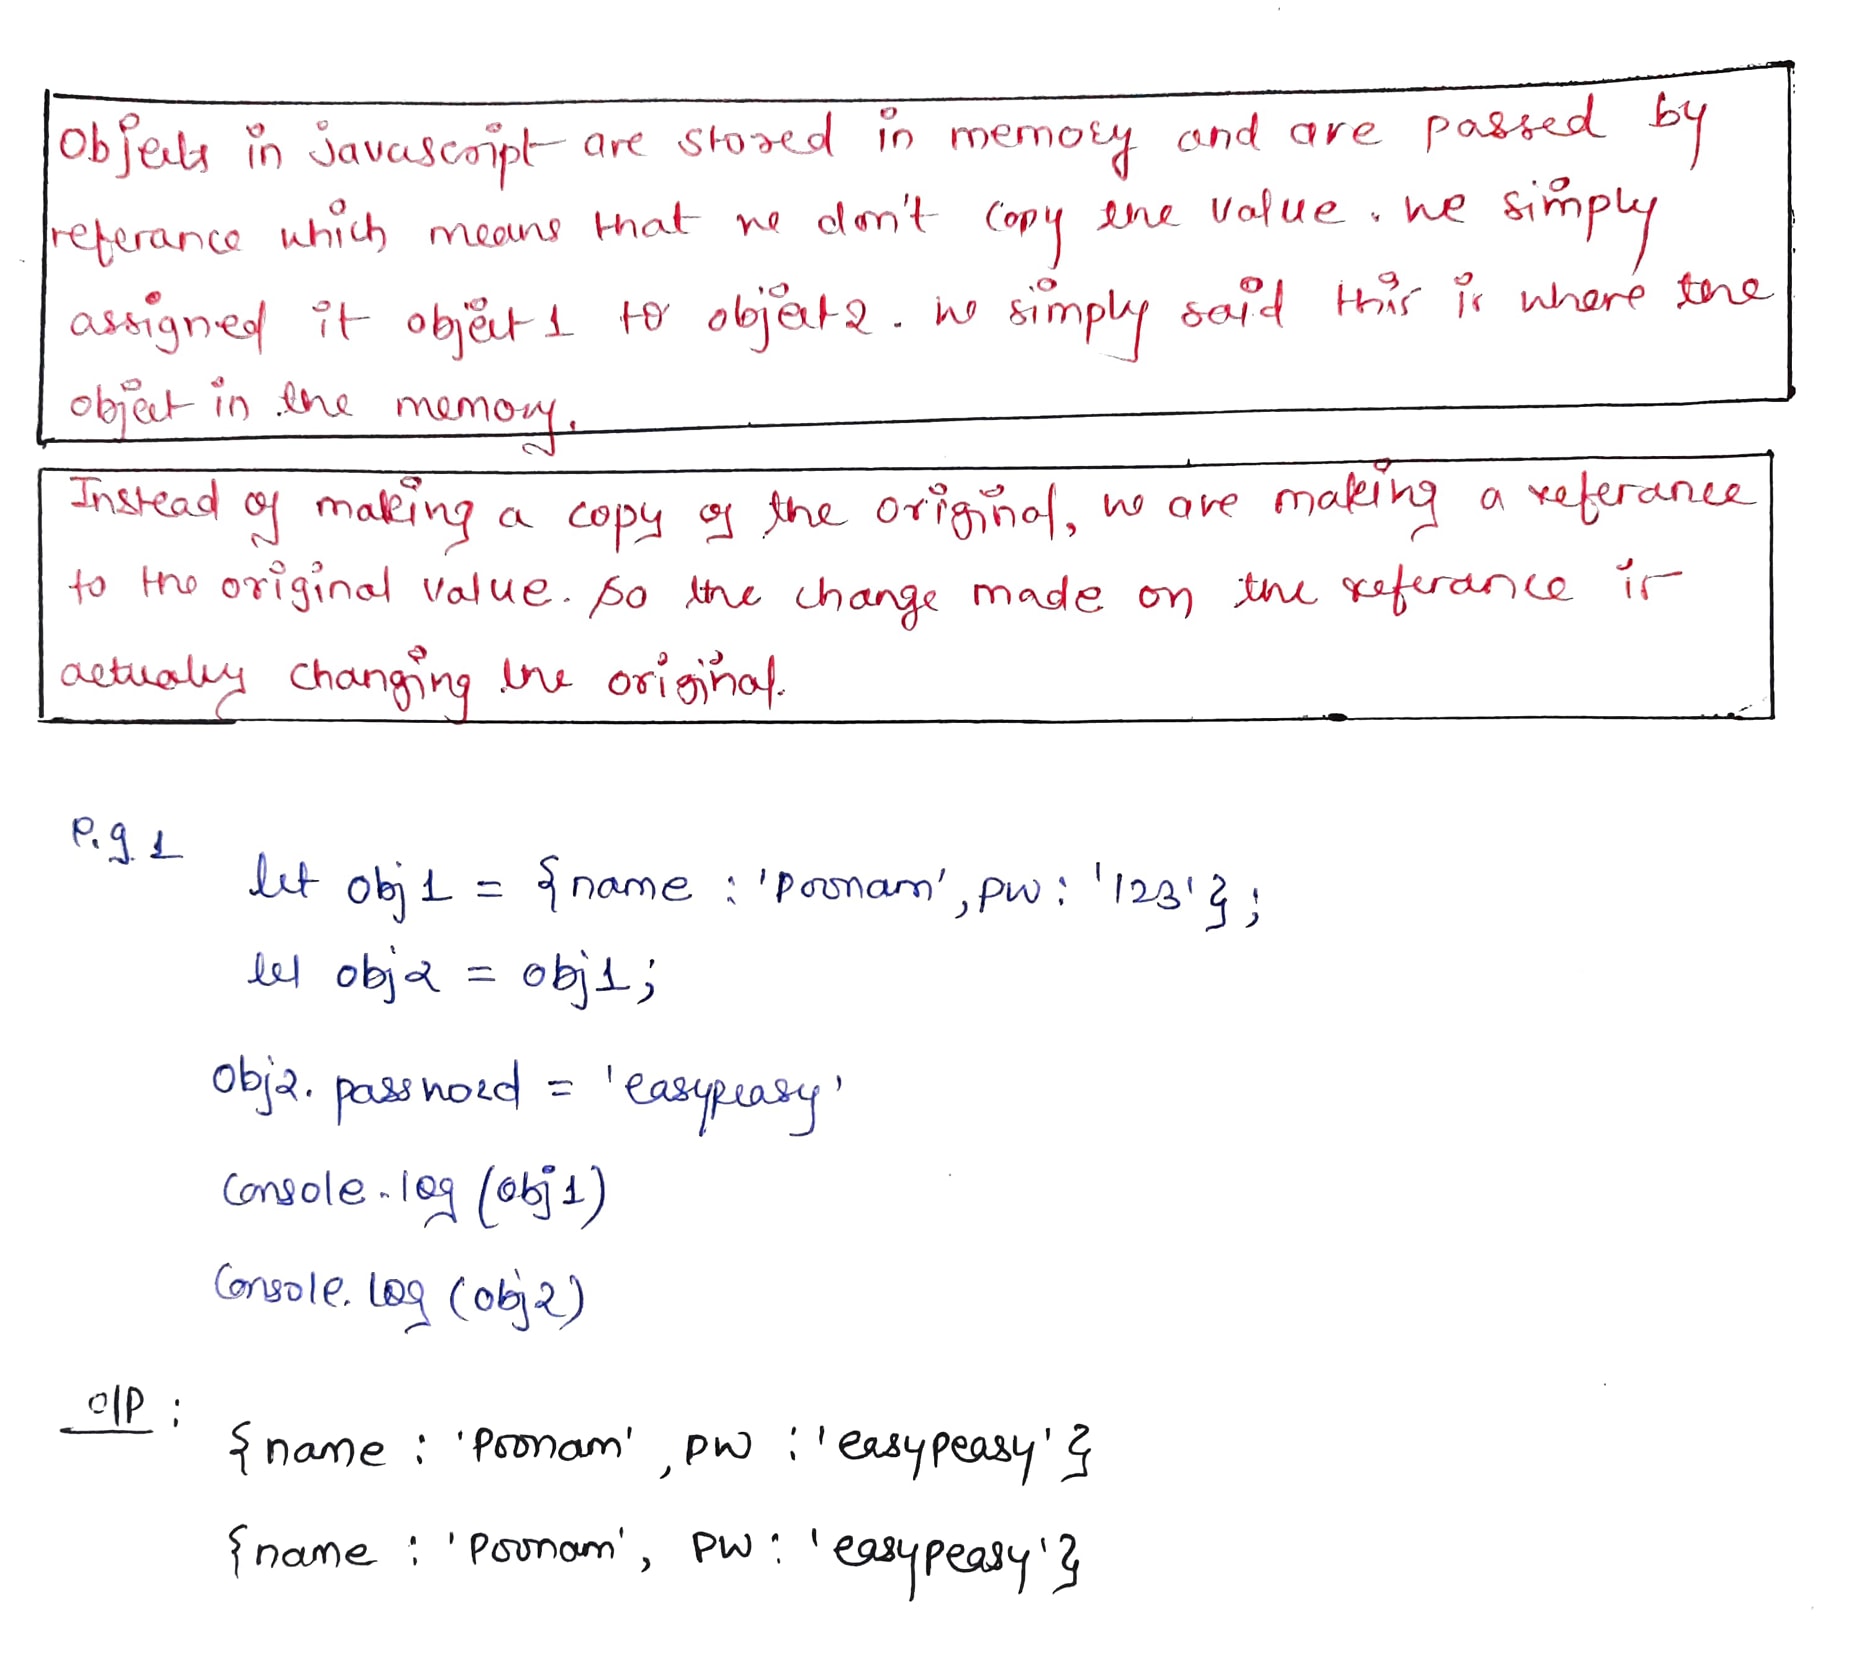 Objects in javascript are stored in memory and are passed by
referance which means that we don't copy the value. we simply
assigned it object 1 to object 2. we simply said this is where the
object in the memory.
Instead of making a copy of the original, we are making a referance
to the original value. so the change made on the referance is
actually changing the original.
e.g 1
let obj1 = {name : 'poonam', pw : '123'};
let obj2 = obj1;
obj2.password = 'easypeasy'
console.log (obj1)
console.log (obj2)
o/p :
{name : 'Poonam', pw : 'easypeasy'}
{name : 'Poonam', pw : 'easypeasy'}